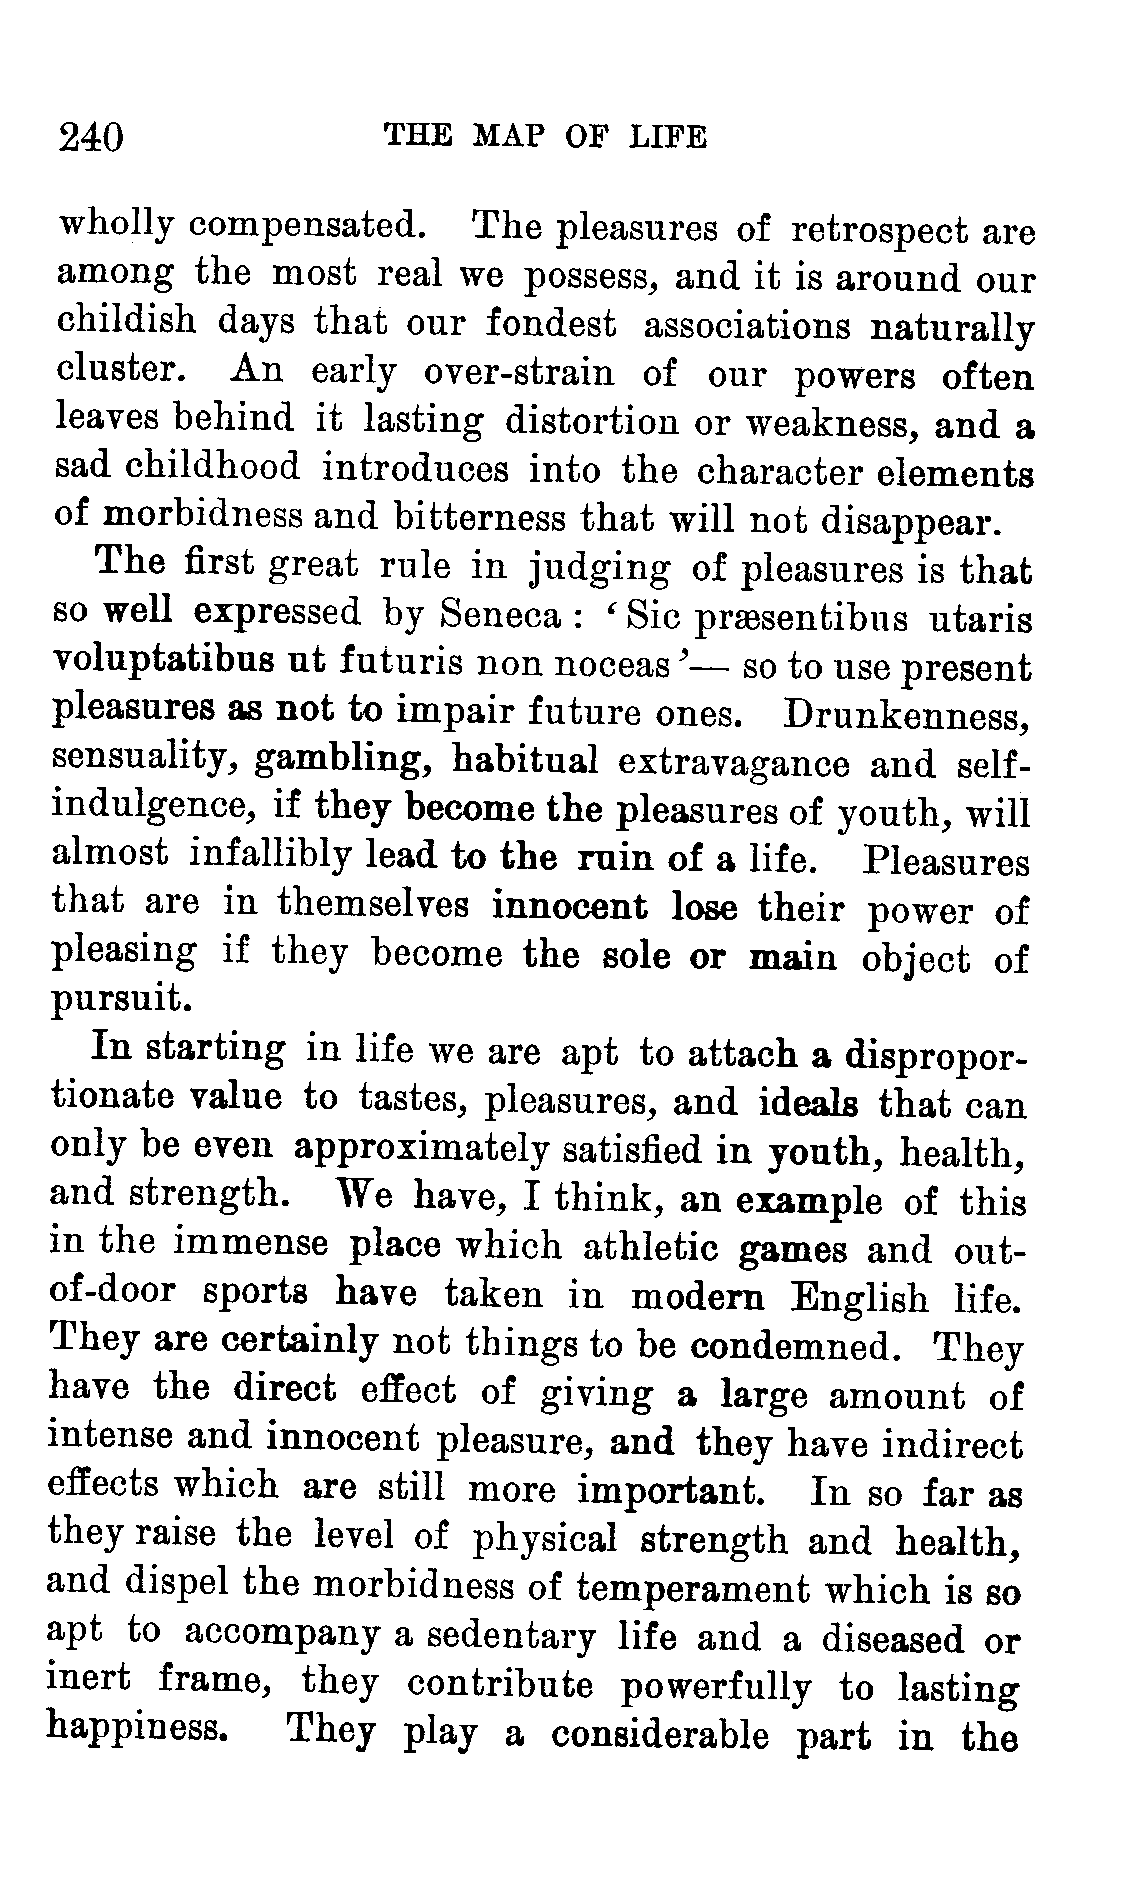 240 THE MAP OF LIFE
wholly compensated. The pleasures of retrospect are
among the most real we possess, and it is around our
childish days that our fondest associations naturally
cluster. An early over-strain of our powers often
leaves behind it lasting distortion or weakness, and a
sad childhood introduces into the character elements
of morbidness and bitterness that will not disappear.
The first great rule in judging of pleasures is that
so well expressed by Seneca : ‘ Sic præsentibus utaris
voluptatibus ut futuris non noceas ’— so to use present
pleasures as not to impair future ones. Drunkenness,
sensuality, gambling, habitual extravagance and self-
indulgence, if they become the pleasures of youth, will
almost infallibly lead to the ruin of a life. Pleasures
that are in themselves innocent lose their power of
pleasing if they become the sole or main object of
pursuit.
In starting in life we are apt to attach a dispropor-
tionate value to tastes, pleasures, and ideals that can
only be even approximately satisfied in youth, health,
and strength. We have, I think, an example of this
in the immense place which athletic games and out-
of-door sports have taken in modern English life.
They are certainly not things to be condemned. They
have the direct effect of giving a large amount of
intense and innocent pleasure, and they have indirect
effects which are still more important. In so far as
they raise the level of physical strength and health,
and dispel the morbidness of temperament which is so
apt to accompany a sedentary life and a diseased or
inert frame, they contribute powerfully to lasting
happiness. They play a considerable part in the